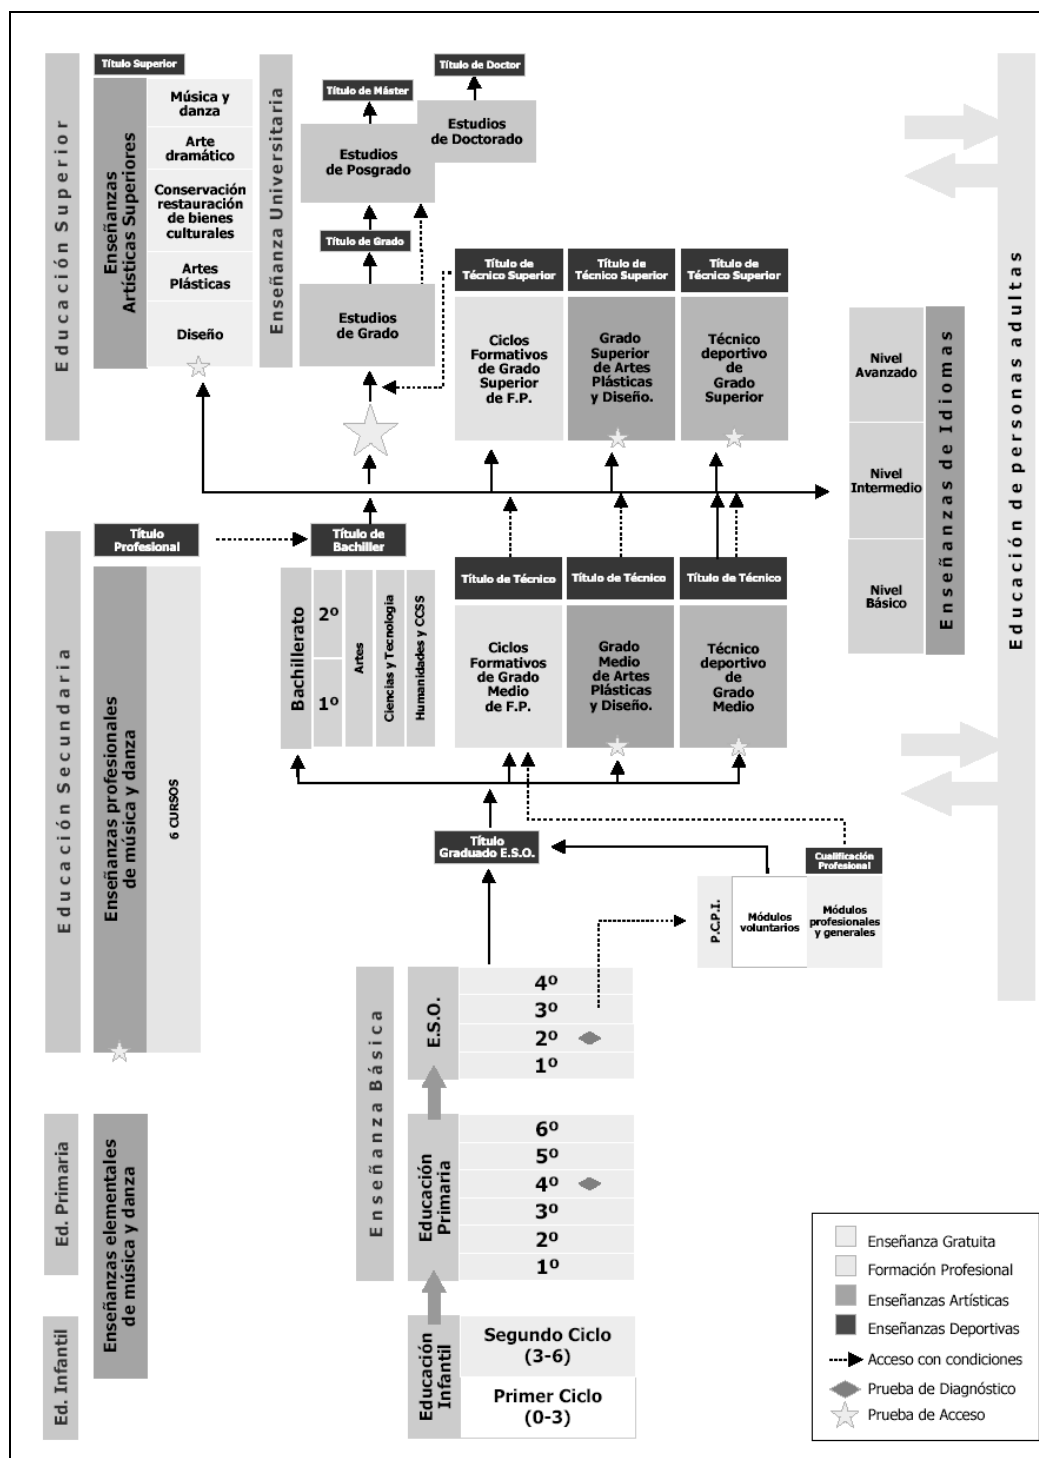 Educación Superior
Título Superior
Enseñanzas
Artísticas Superiores
Música y
danza
Arte
dramático
Conservación
restauración
de bienes
culturales
Artes
Plásticas
Diseño
Enseñanza Universitaria
Título de Doctor
Título de Máster
Estudios
de Doctorado
Estudios
de Posgrado
Título de Grado
Estudios
de Grado
Título de
Técnico Superior
Título de
Técnico Superior
Título de
Técnico Superior
Ciclos
Formativos
de Grado
Superior
de F.P.
Grado
Superior
de Artes
Plásticas
y Diseño.
Técnico
deportivo
de
Grado
Superior
Nivel
Avanzado
Nivel
Intermedio
Nivel
Básico
Enseñanzas de Idiomas
Educación de personas adultas
Educación Secundaria
Título
Profesional
Enseñanzas profesionales
de música y danza
6 CURSOS
Título de
Bachiller
Bachillerato
2º
1º
Artes
Ciencias y Tecnología
Humanidades y CCSS
Título de Técnico
Título de Técnico
Título de Técnico
Ciclos
Formativos
de Grado
Medio
de F.P.
Grado
Medio
de Artes
Plásticas
y Diseño.
Técnico
deportivo
de
Grado
Medio
Título
Graduado E.S.O.
Cualificación
Profesional
P.C.P.I.
Módulos
voluntarios
Módulos
profesionales
y generales
Enseñanza Básica
E.S.O.
4º
3º
2º
1º
Ed. Primaria
Enseñanzas elementales
de música y danza
Educación
Primaria
6º
5º
4º
3º
2º
1º
Ed. Infantil
Educación
Infantil
Segundo Ciclo
(3-6)
Primer Ciclo
(0-3)
Enseñanza Gratuita
Formación Profesional
Enseñanzas Artísticas
Enseñanzas Deportivas
Acceso con condiciones
Prueba de Diagnóstico
Prueba de Acceso